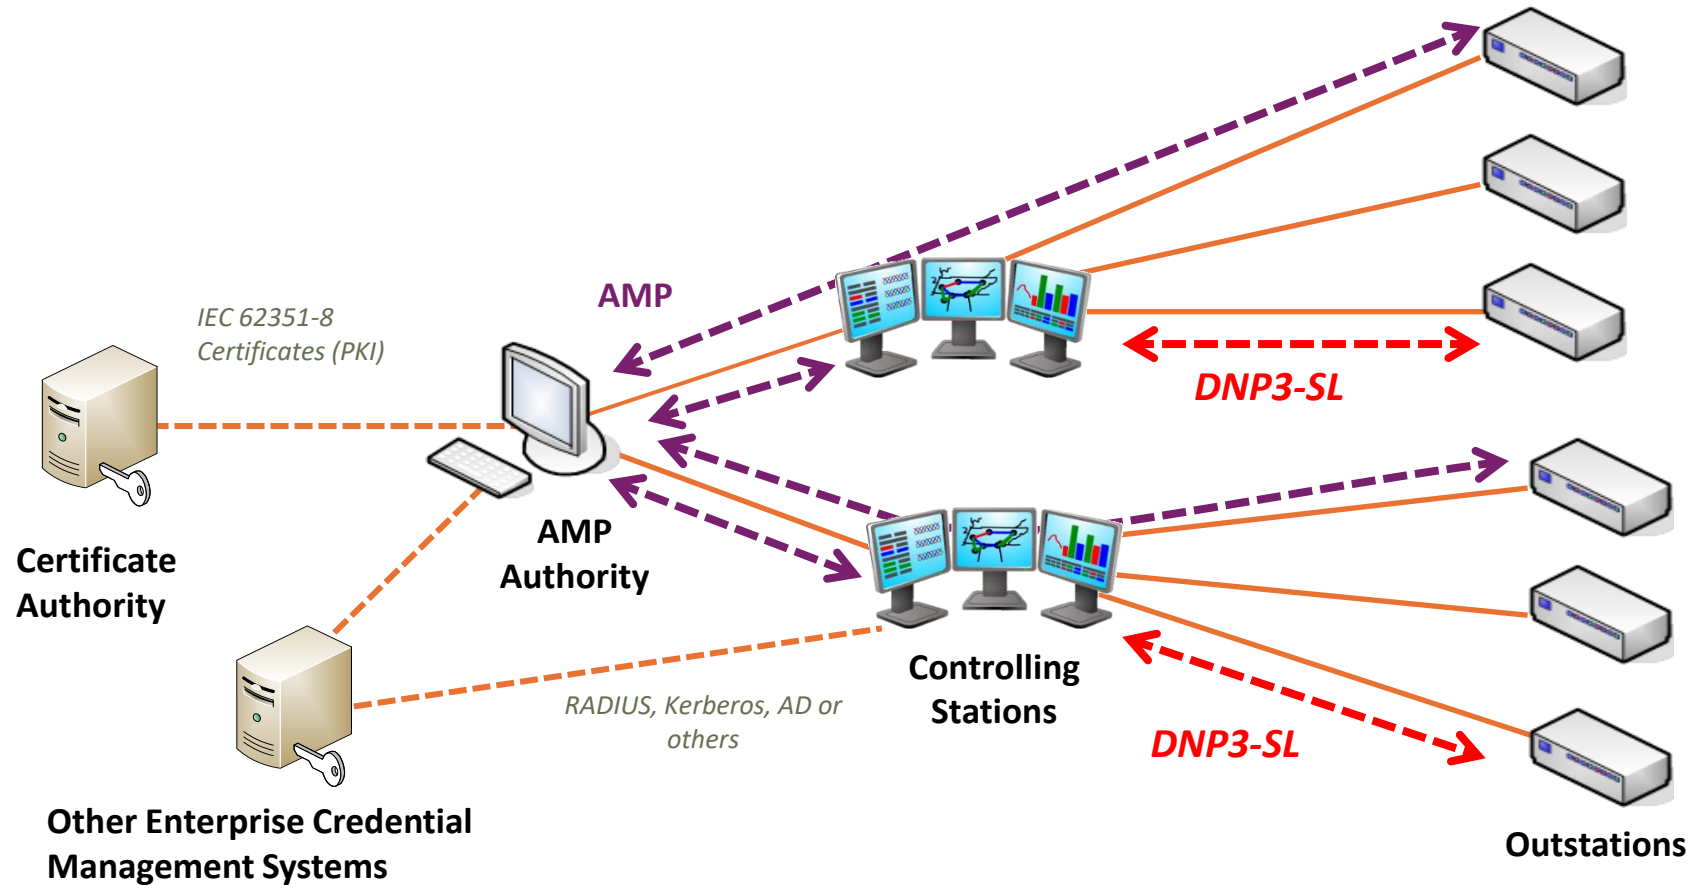 AMP
IEC 62351-8
Certificates (PKI)
DNP3-SL
AMP
Authority
Certificate
Authority
Controlling
Stations
RADIUS, Kerberos, AD or
others
DNP3-SL
Other Enterprise Credential
Management Systems
Outstations